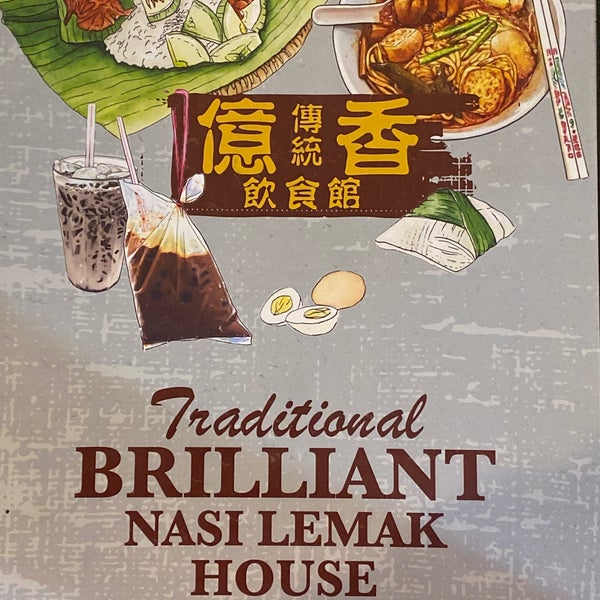 億 傳統 香
飲食館
Traditional
BRILLIANT
NASI LEMAK
HOUSE